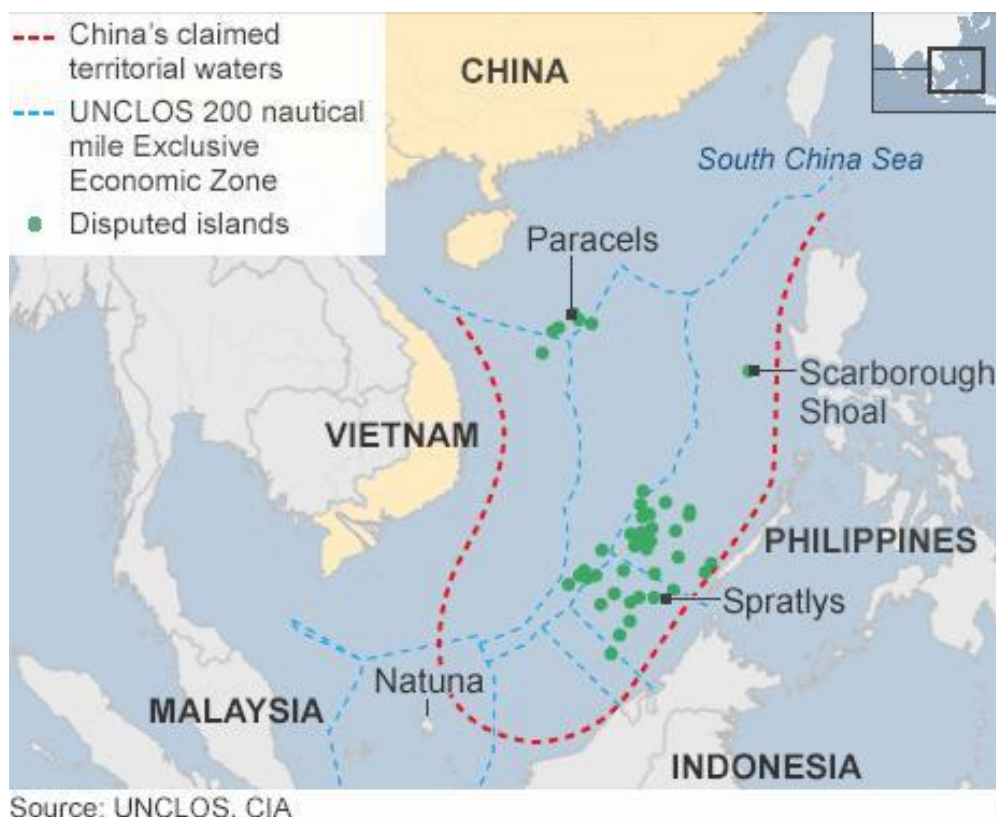 China's claimed
territorial waters
UNCLOS 200 nautical
mile Exclusive
Economic Zone
Disputed islands
CHINA
South China Sea
Paracels
Scarborough
Shoal
VIETNAM
PHILIPPINES
Spratlys
Natuna
MALAYSIA
INDONESIA
Source: UNCLOS, CIA